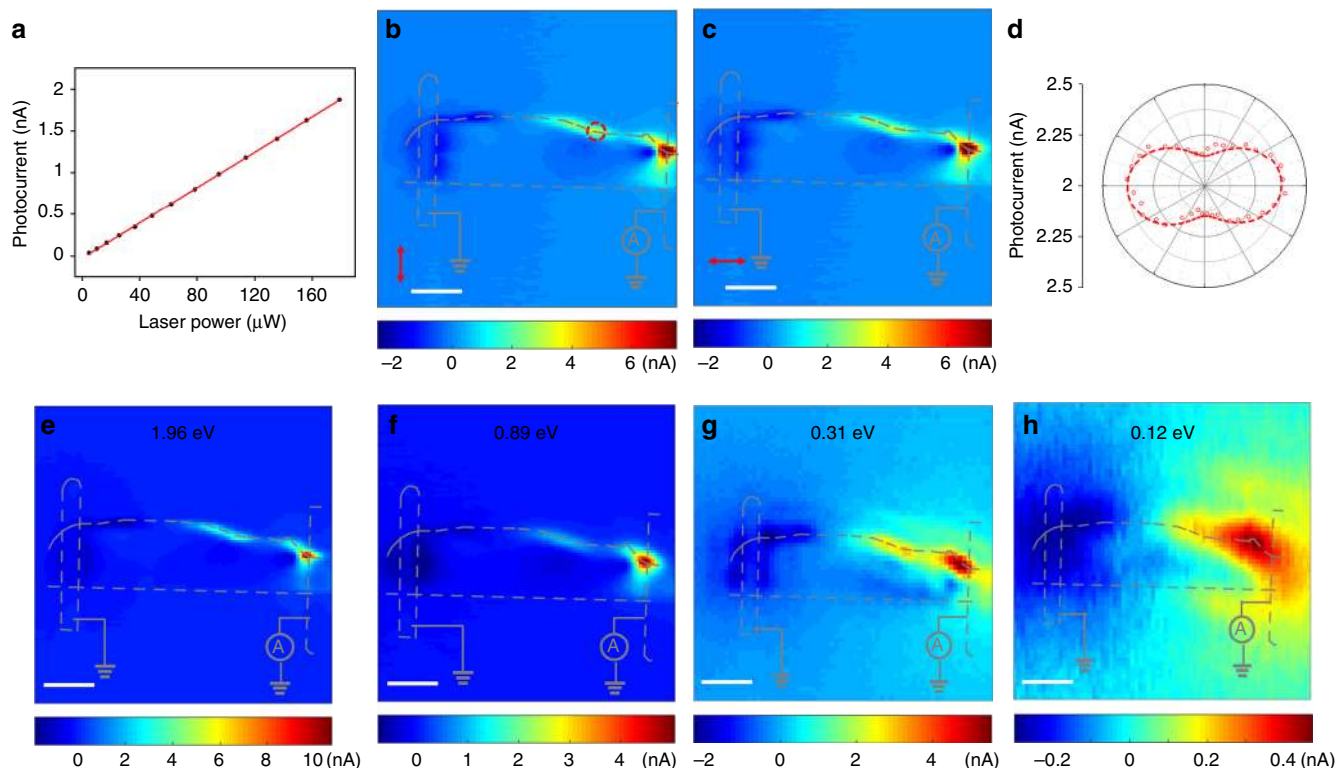 a
Photocurrent (nA)
2
1.5
1
0.5
0
0 40 80 120 160
Laser power (μW)
b
A
−2 0 2 4 6 (nA)
c
A
−2 0 2 4 6 (nA)
d
Photocurrent (nA)
2.5
2.25
2
2.25
2.5
e
1.96 eV
A
0 2 4 6 8 10 (nA)
f
0.89 eV
A
0 1 2 3 4 (nA)
g
0.31 eV
A
−2 0 2 4 (nA)
h
0.12 eV
A
−0.2 0 0.2 0.4 (nA)